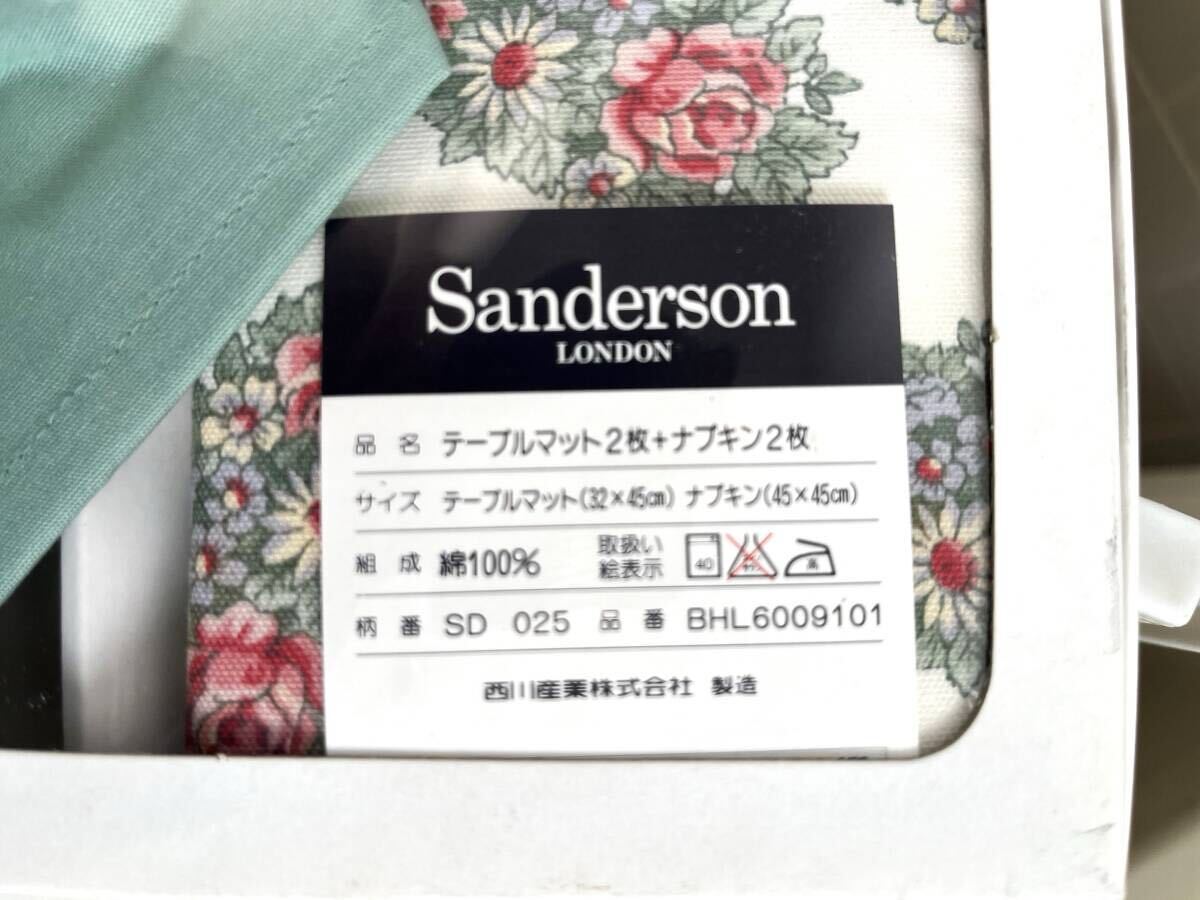 Sanderson
LONDON
品名 テーブルマット2枚+ナプキン2枚
サイズ テーブルマット(32×45㎝) ナプキン(45×45㎝)
組成 綿100% 取扱い絵表示 40 高
柄番 SD 025 品番 BHL6009101
西川産業株式会社 製造